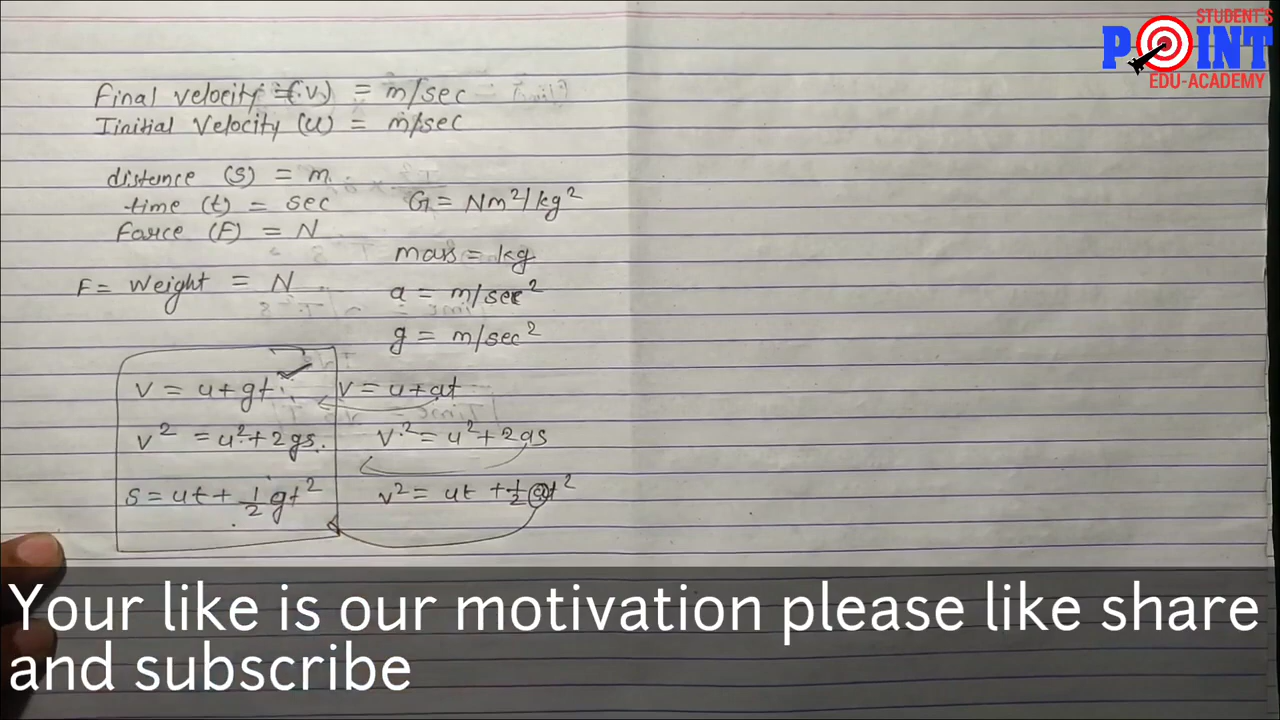 STUDENT'S
POINT
EDU-ACADEMY
Final velocity = (v) = m/sec
Iinitial Velocity (u) = m/sec
distance (s) = m
time (t) = sec
Farce (F) = N
F = Weight = N
G = Nm²/kg²
mass = kg
a = m/sec²
g = m/sec²
v = u + gt
v² = u² + 2gs
s = ut + 1/2 gt²
v = u + at
v² = u² + 2as
v² = ut + 1/2 at²
Your like is our motivation please like share
and subscribe